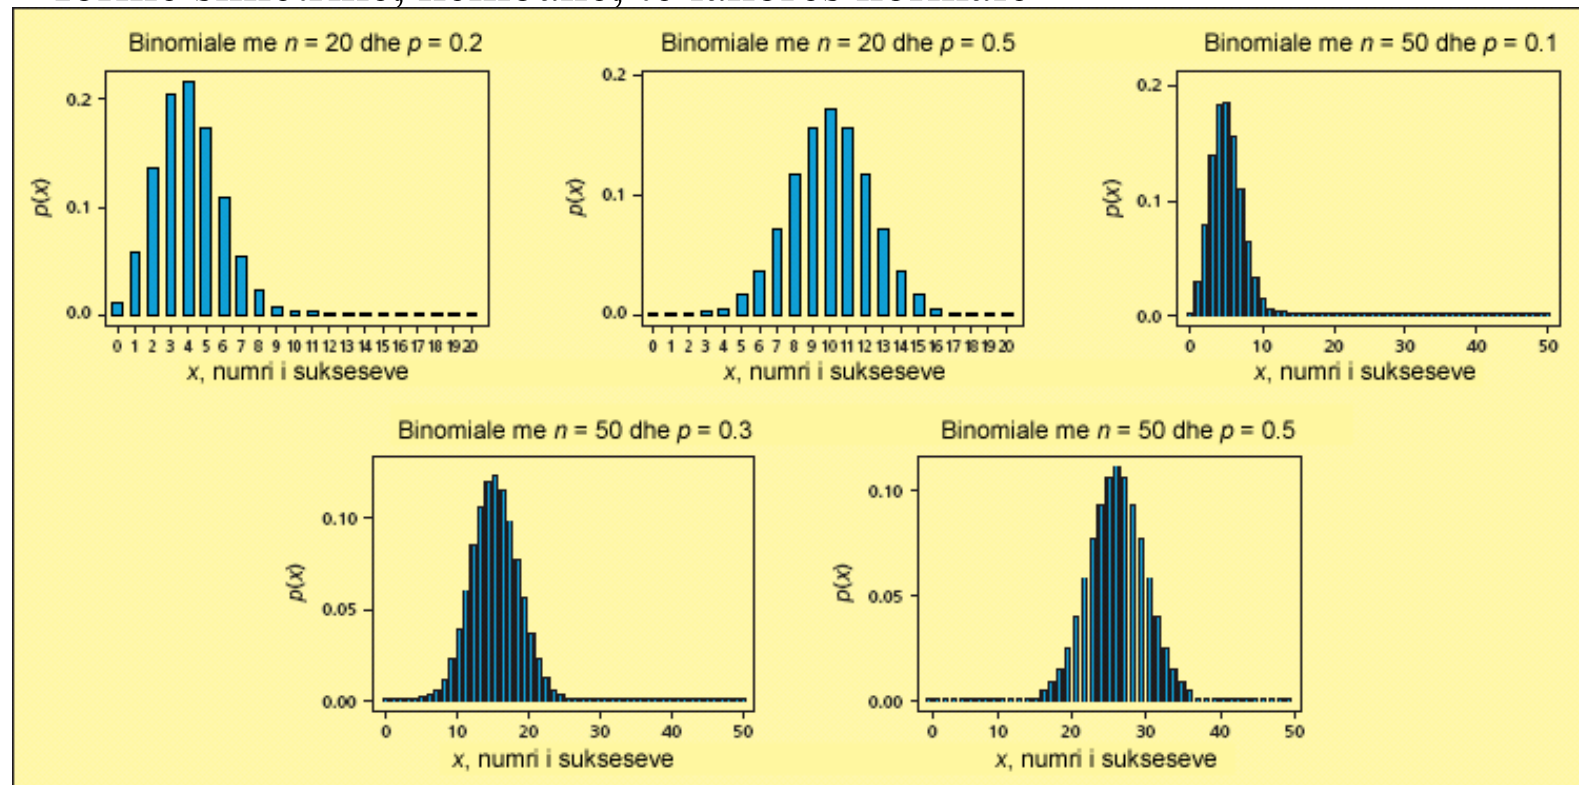 Binomiale me n = 20 dhe p = 0.2
0.2
0.1
0.0
p(x)
0 1 2 3 4 5 6 7 8 9 10 11 12 13 14 15 16 17 18 19 20
x, numri i sukseseve
Binomiale me n = 20 dhe p = 0.5
0.2
0.1
0.0
p(x)
0 1 2 3 4 5 6 7 8 9 10 11 12 13 14 15 16 17 18 19 20
x, numri i sukseseve
Binomiale me n = 50 dhe p = 0.1
0.2
0.1
0.0
p(x)
0 10 20 30 40 50
x, numri i sukseseve
Binomiale me n = 50 dhe p = 0.3
0.10
0.05
0.00
p(x)
0 10 20 30 40 50
x, numri i sukseseve
Binomiale me n = 50 dhe p = 0.5
0.10
0.05
0.00
p(x)
0 10 20 30 40 50
x, numri i sukseseve